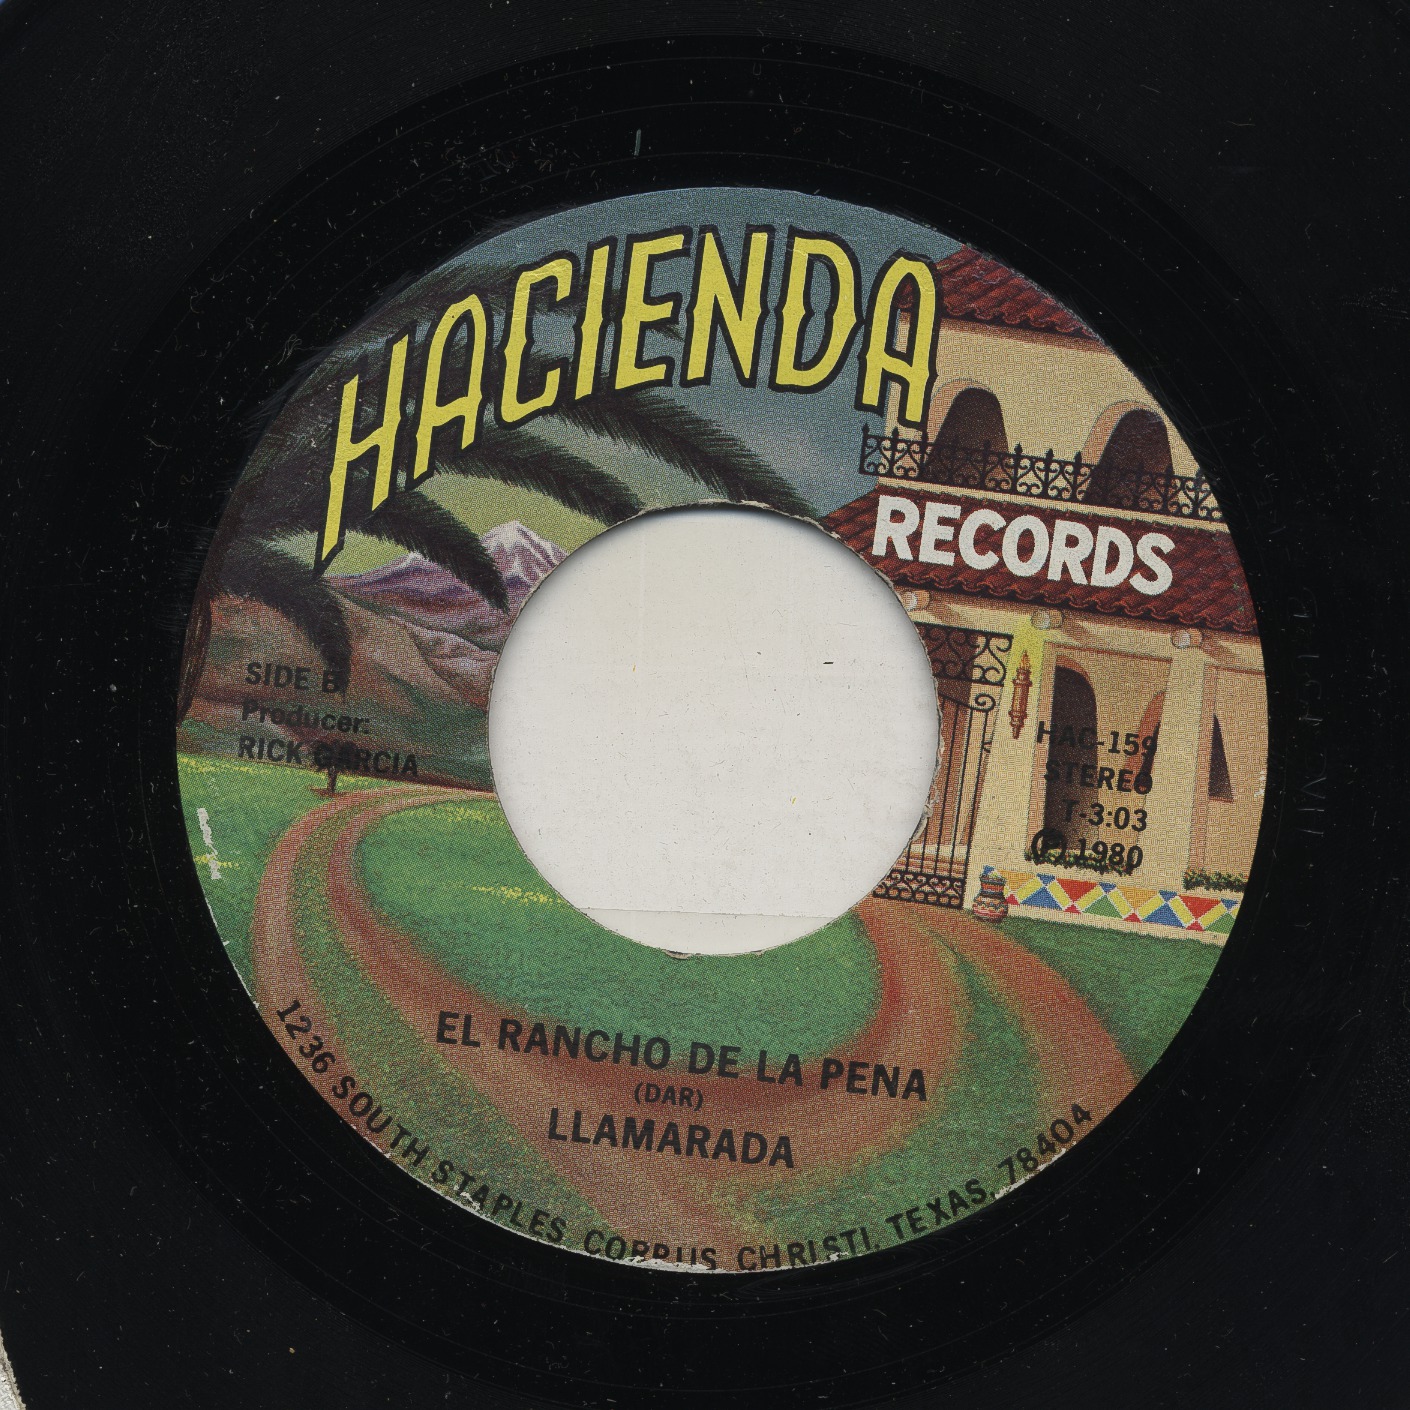 HACIENDA
RECORDS
SIDE B
Producer:
RICK GARCIA
HAC-159
STEREO
T-3:03
Ⓟ 1980
EL RANCHO DE LA PENA
(DAR)
LLAMARADA
1236 SOUTH STAPLES, CORPUS CHRISTI, TEXAS, 78404